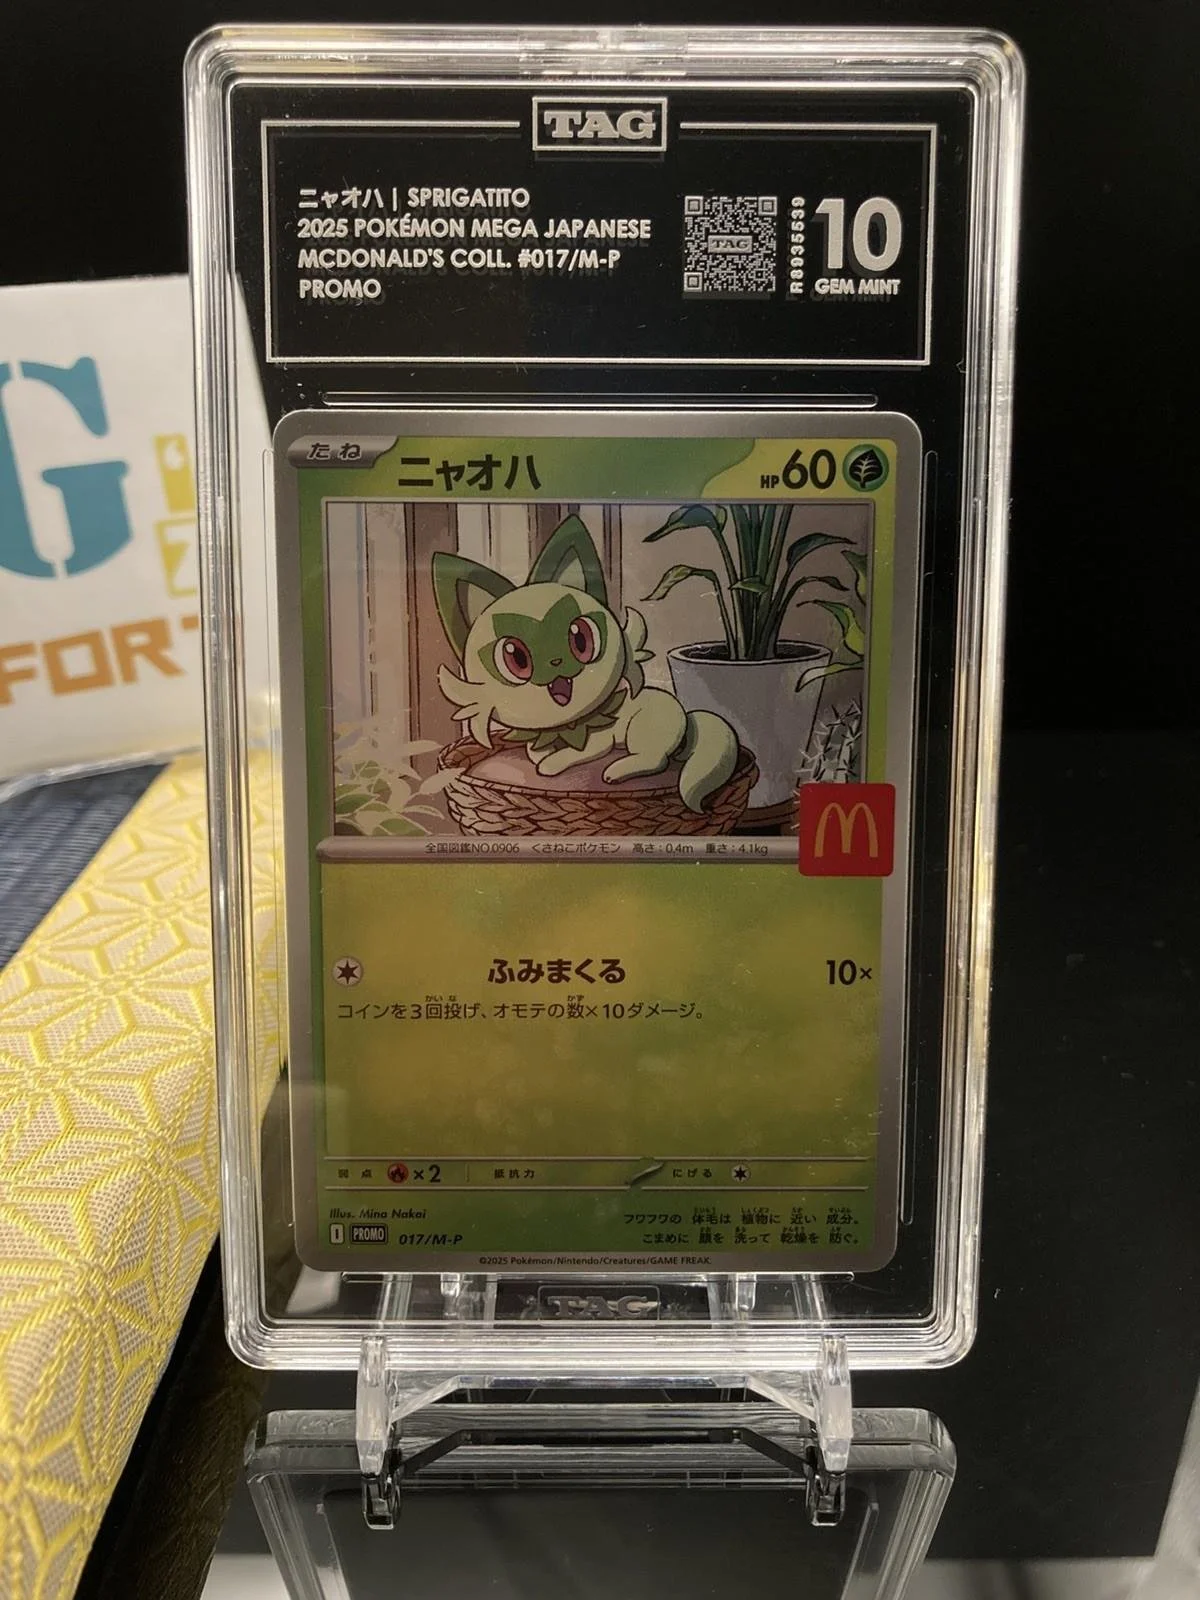 TAG
ニャオハ | SPRIGATITO
2025 POKÉMON MEGA JAPANESE
MCDONALD'S COLL. #017/M-P
PROMO
TAG
R8935539
10
GEM MINT
G
FOR
たね
ニャオハ
HP60
全国図鑑NO.0906 くさねこポケモン 高さ:0.4m 重さ:4.1kg
M
ふみまくる 10×
コインを3回投げ、オモテの数×10ダメージ。
弱点 ×2 抵抗力 にげる
Illus. Mina Nakai
I PROMO 017/M-P
フワフワの 体毛は 植物に 近い 成分。
こまめに 顔を 洗って 乾燥を 防ぐ。
©2025 Pokémon/Nintendo/Creatures/GAME FREAK.
TAG